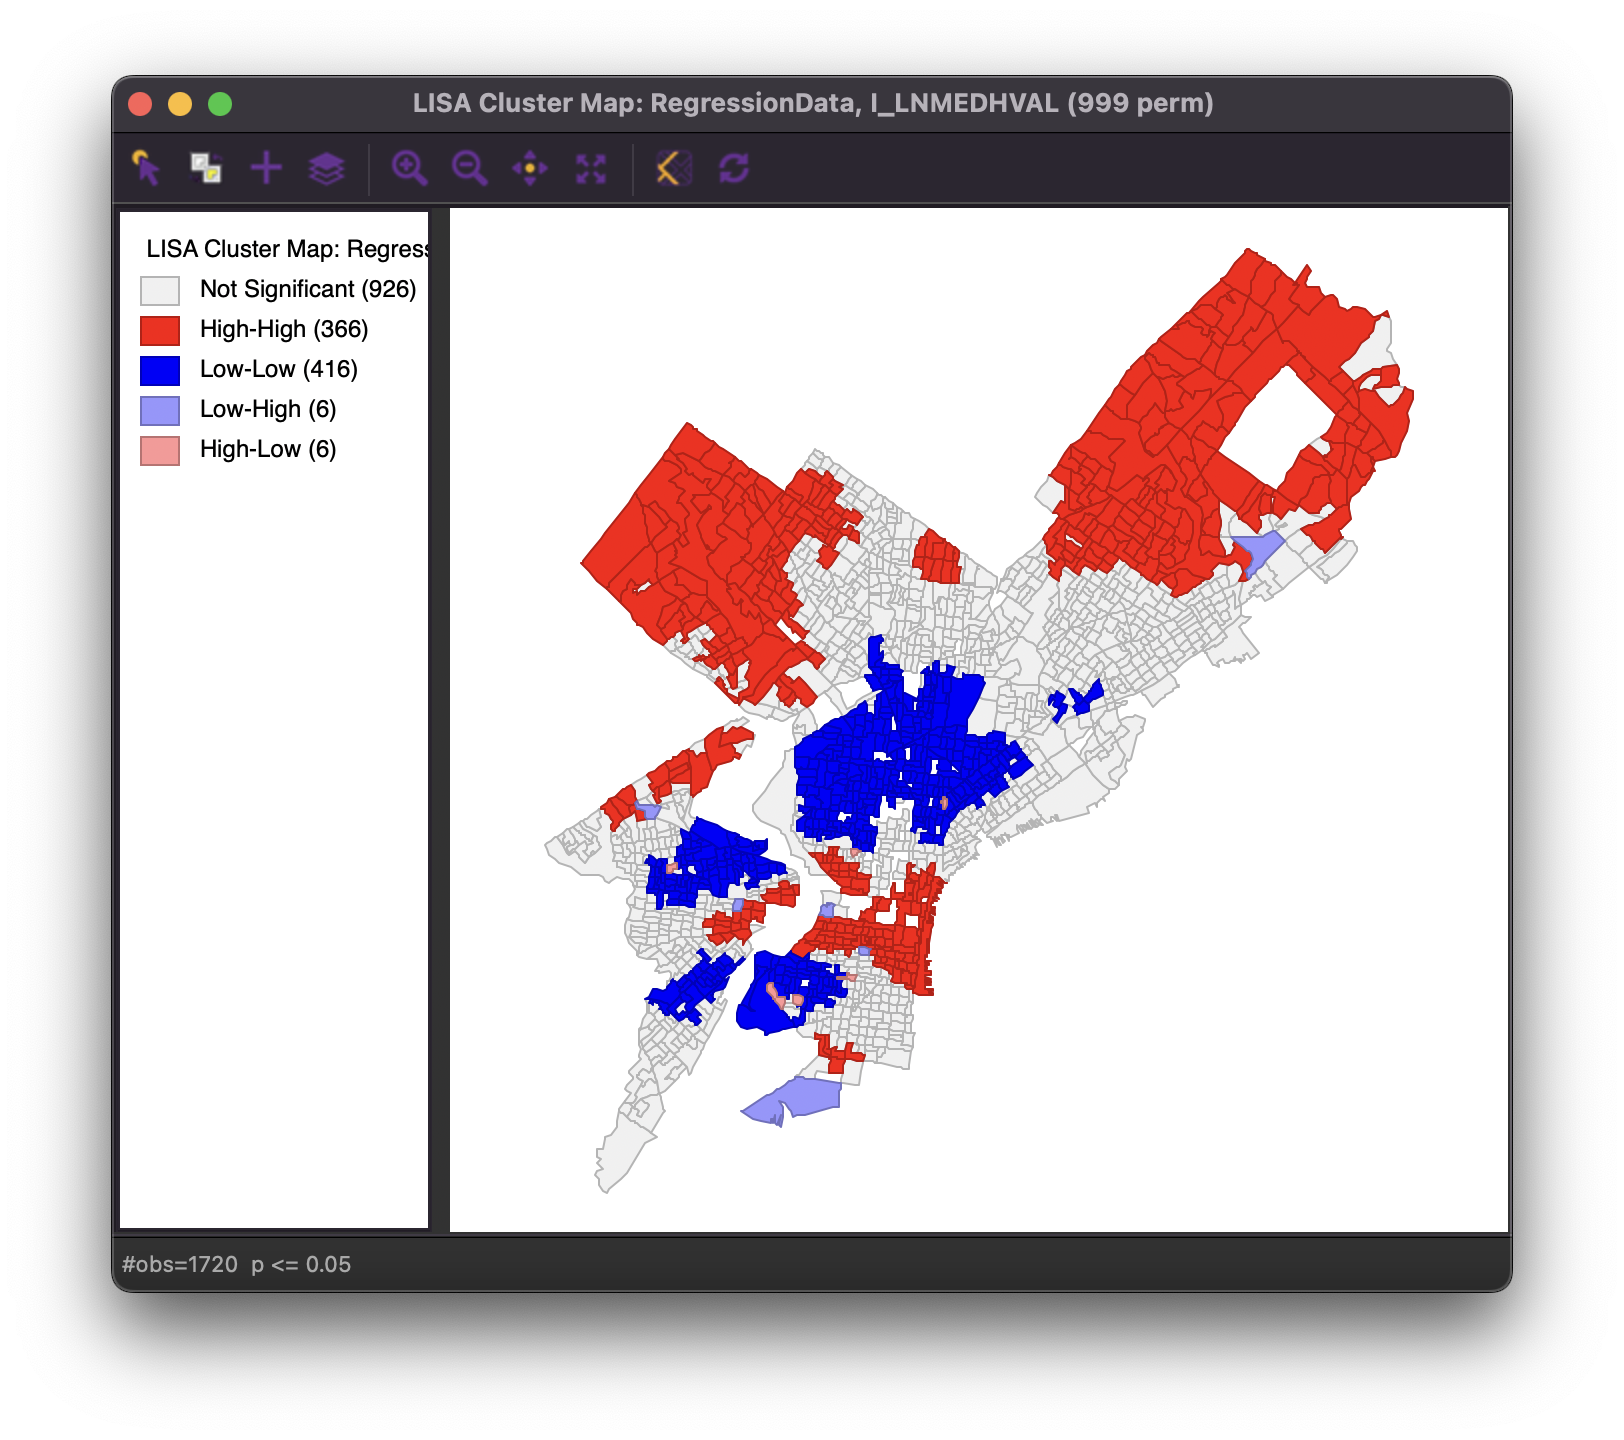 LISA Cluster Map: RegressionData, I_LNMEDHVAL (999 perm)
LISA Cluster Map: Regress
Not Significant (926)
High-High (366)
Low-Low (416)
Low-High (6)
High-Low (6)
#obs=1720 p <= 0.05